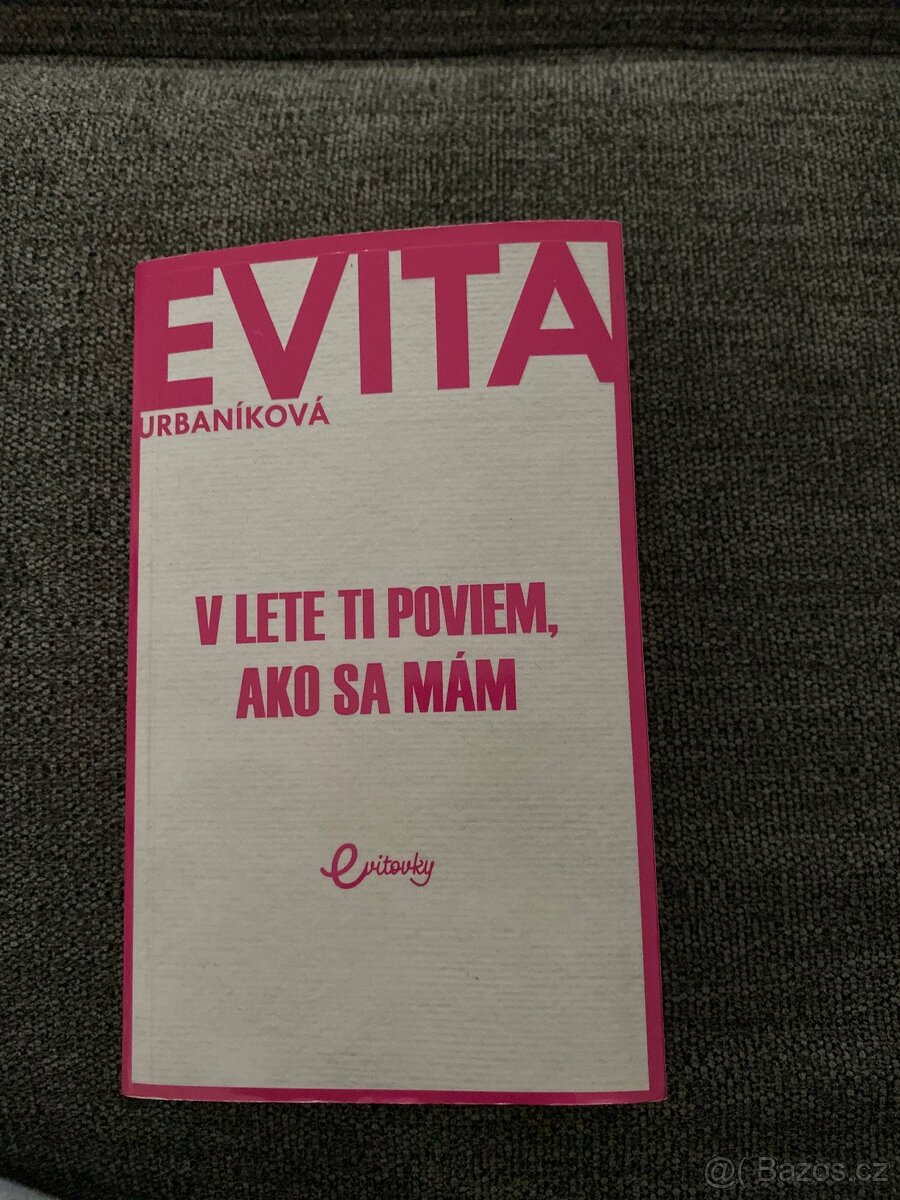 EVITA
URBANÍKOVÁ
V LETE TI POVIEM,
AKO SA MÁM
evitovky
@( Bazos.cz